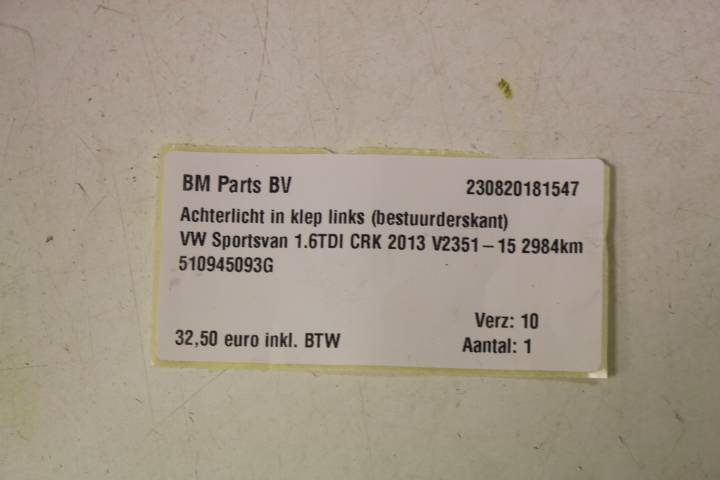 BM Parts BV 230820181547
Achterlicht in klep links (bestuurderskant)
VW Sportsvan 1.6TDI CRK 2013 V2351-15 2984km
510945093G
Verz: 10
32,50 euro inkl. BTW Aantal: 1